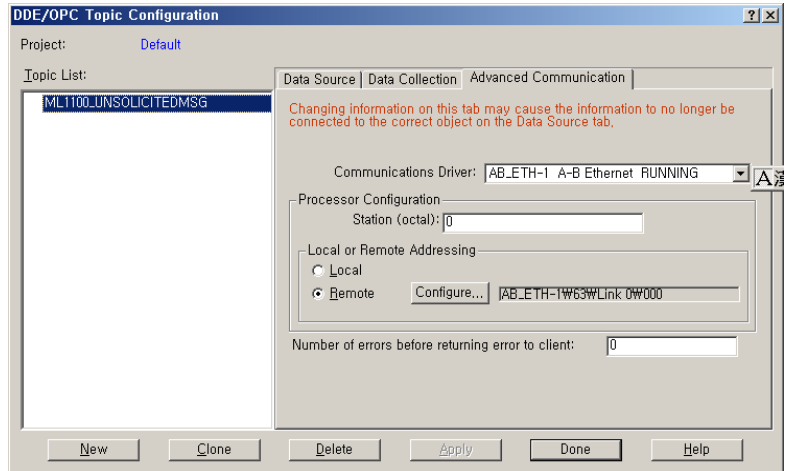 DDE/OPC Topic Configuration
Project: Default
Topic List:
ML1100_UNSOLICITEDMSG
Data Source
Data Collection
Advanced Communication
Changing information on this tab may cause the information to no longer be
connected to the correct object on the Data Source tab,
Communications Driver: AB_ETH-1 A-B Ethernet RUNNING
A漢
Processor Configuration
Station (octal): 0
Local or Remote Addressing
Local
Remote Configure... AB_ETH-1₩63₩Link 0₩000
Number of errors before returning error to client: 0
New Clone Delete Apply Done Help